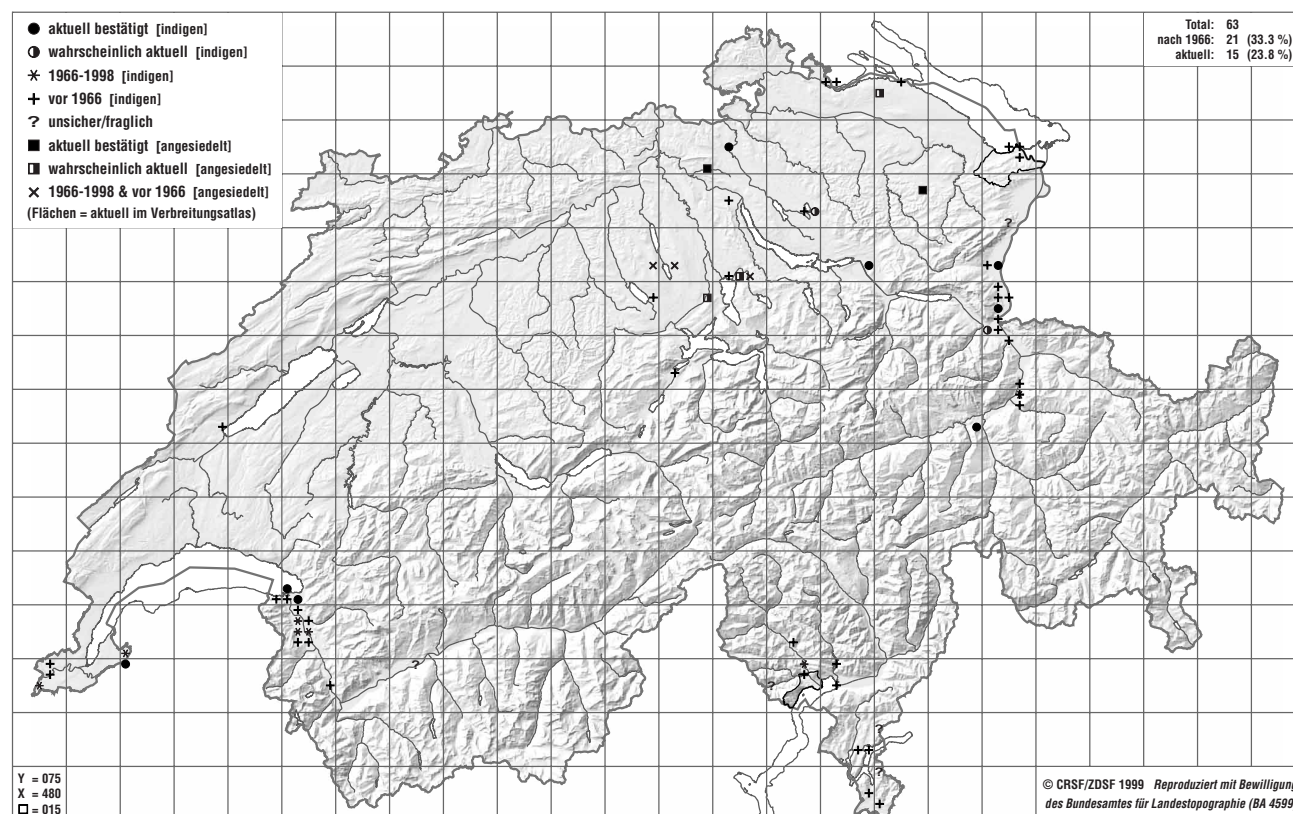 ● aktuell bestätigt [indigen]
◑ wahrscheinlich aktuell [indigen]
✳ 1966-1998 [indigen]
+ vor 1966 [indigen]
? unsicher/fraglich
■ aktuell bestätigt [angesiedelt]
◨ wahrscheinlich aktuell [angesiedelt]
× 1966-1998 & vor 1966 [angesiedelt]
(Flächen = aktuell im Verbreitungsatlas)
Total: 63
nach 1966: 21 (33.3 %)
aktuell: 15 (23.8 %)
?
?
?
?
?
Y = 075
X = 480
□ = 015
© CRSF/ZDSF 1999 Reproduziert mit Bewilligung
des Bundesamtes für Landestopographie (BA 4599